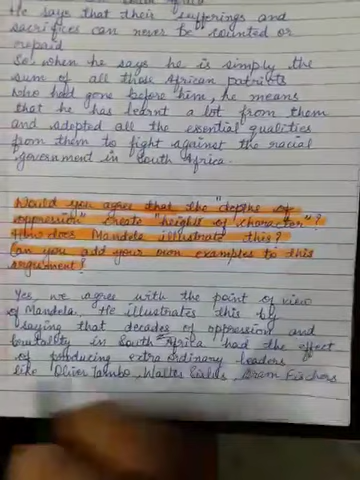 He says that their sufferings and
sacrifices can never be counted or
repaid
So when he says he is simply the
sum of all those African patriots
who had gone before him, he means
that he has learnt a lot from them
and adopted all the essential qualities
from them to fight against the racial
government in South Africa.
Would you agree that the "depths of
oppression" create "heights of character"?
How does Mandela illustrate this?
Can you add your own examples to this
argument?
Yes, we agree with the point of view
of Mandela. He illustrates this by
saying that decades of oppression and
brutality in South Africa had the effect
of producing extra ordinary leaders
like Oliver Tambo, Walter Sisulus, Bram Fischers